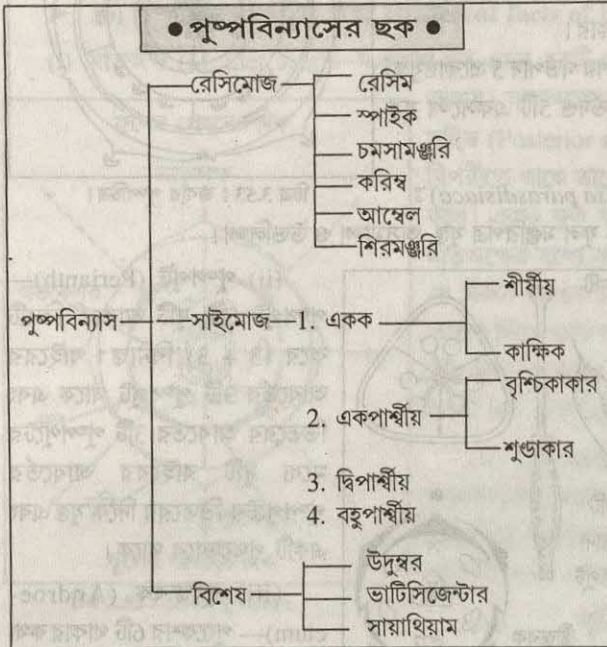 • পুষ্পবিন্যাসের ছক •
রেসিমোজ
রেসিম
স্পাইক
চমসামঞ্জরি
করিম্ব
আম্বেল
শিরমঞ্জরি
পুষ্পবিন্যাস
সাইমোজ
1. একক
শীর্ষীয়
কাক্ষিক
2. একপার্শ্বীয়
বৃশ্চিকাকার
শুণ্ডাকার
3. দ্বিপার্শ্বীয়
4. বহুপার্শ্বীয়
বিশেষ
উদুম্বর
ভার্টিসিজেন্টার
সায়াথিয়াম